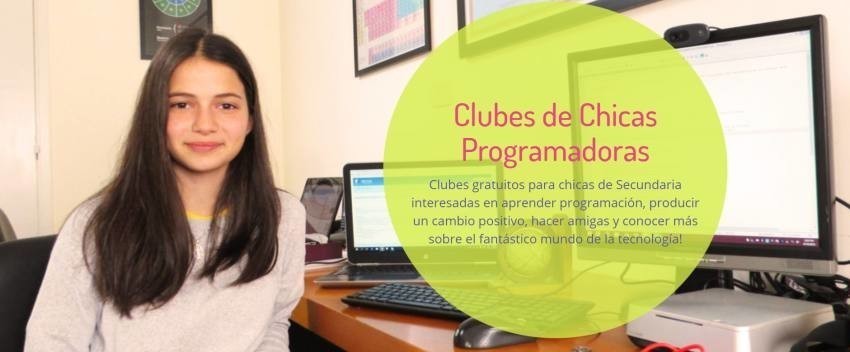 Clubes de Chicas
Programadoras
Clubes gratuitos para chicas de Secundaria
interesadas en aprender programación, producir
un cambio positivo, hacer amigas y conocer más
sobre el fantástico mundo de la tecnología!